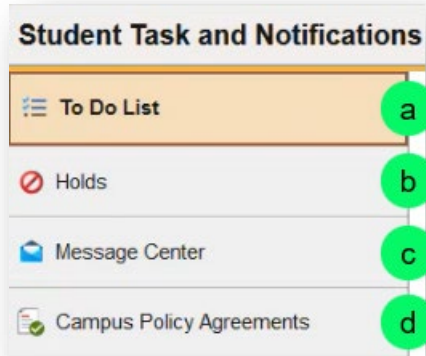 Student Task and Notifications
To Do List a
Holds b
Message Center c
Campus Policy Agreements d